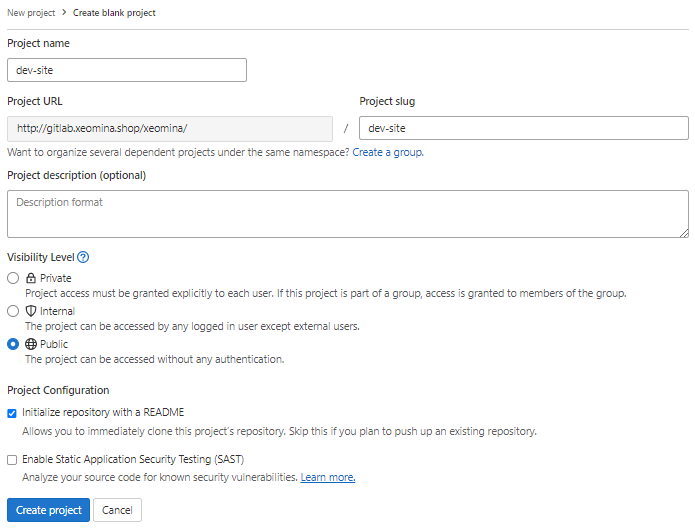 New project > Create blank project
Project name
dev-site
Project URL
Project slug
http://gitlab.xeomina.shop/xeomina/ / dev-site
Want to organize several dependent projects under the same namespace? Create a group.
Project description (optional)
Description format
Visibility Level ?
Private
Project access must be granted explicitly to each user. If this project is part of a group, access is granted to members of the group.
Internal
The project can be accessed by any logged in user except external users.
Public
The project can be accessed without any authentication.
Project Configuration
Initialize repository with a README
Allows you to immediately clone this project's repository. Skip this if you plan to push up an existing repository.
Enable Static Application Security Testing (SAST)
Analyze your source code for known security vulnerabilities. Learn more.
Create project Cancel